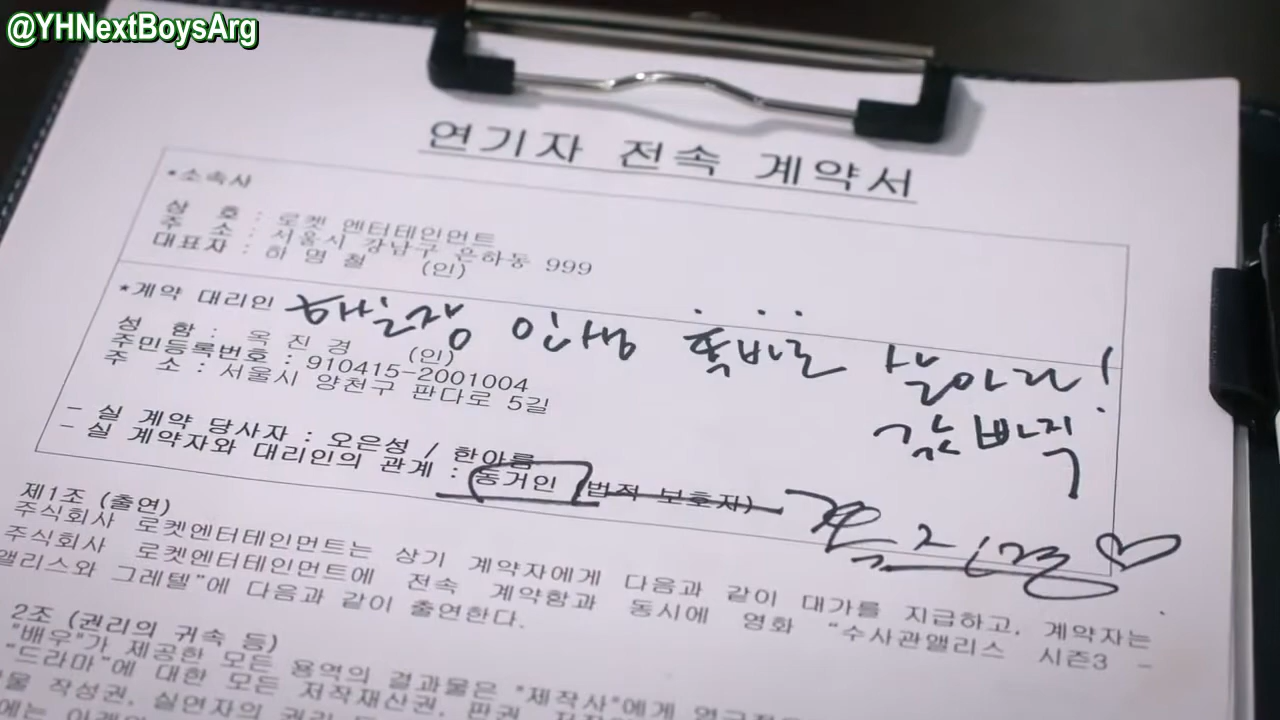 @YHNextBoysArg
연기자 전속 계약서
*소속사
상 호 : 로켓 엔터테인먼트
주 소 : 서울시 강남구 은하동 999
대표자 : 하명철 (인)
*계약 대리인
인생 똑바로 살아라!
성 함 : 옥진경 (인)
주민등록번호 : 910415-2001004
주 소 : 서울시 양천구 판다로 5길
- 실 계약 당사자 : 오은성 / 한아름
- 실 계약자와 대리인의 관계 : 동거인 (법적 보호자)
제1조 (출연)
주식회사 로켓엔터테인먼트는 상기 계약자에게 다음과 같이 대가를 지급하고, 계약자는
주식회사 로켓엔터테인먼트에 전속 계약함과 동시에 영화 "수사관앨리스 시즌3 -
앨리스와 그레텔"에 다음과 같이 출연한다.
2조 (권리의 귀속 등)
"배우"가 제공한 모든 용역의 결과물은 "제작사"에게
"드라마"에 대한 모든 저작재산권, 판권,
작성권, 실연자의 권리